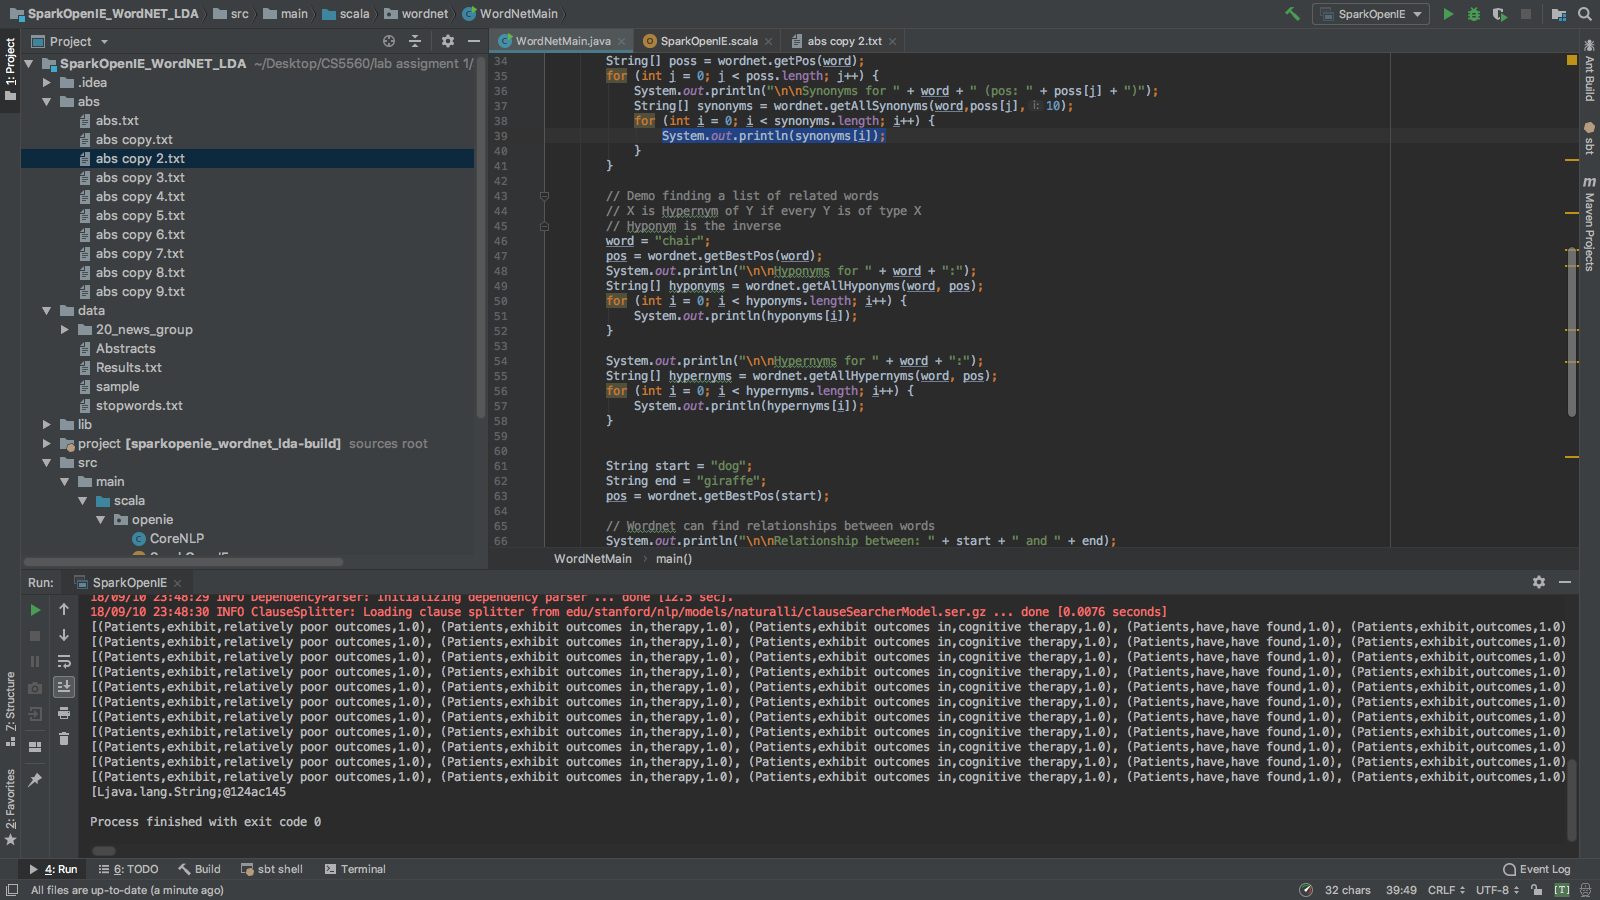 SparkOpenIE_WordNET_LDA src main scala wordnet WordNetMain SparkOpenIE
1: Project
Project
WordNetMain.java SparkOpenIE.scala abs copy 2.txt
SparkOpenIE_WordNET_LDA ~/Desktop/CS5560/lab assigment 1/
.idea
abs
abs.txt
abs copy.txt
abs copy 2.txt
abs copy 3.txt
abs copy 4.txt
abs copy 5.txt
abs copy 6.txt
abs copy 7.txt
abs copy 8.txt
abs copy 9.txt
data
20_news_group
Abstracts
Results.txt
sample
stopwords.txt
lib
project [sparkopenie_wordnet_lda-build] sources root
src
main
scala
openie
CoreNLP
34 String[] poss = wordnet.getPos(word);
35 for (int j = 0; j < poss.length; j++) {
36 System.out.println("\n\nSynonyms for " + word + " (pos: " + poss[j] + ")");
37 String[] synonyms = wordnet.getAllSynonyms(word,poss[j], i: 10);
38 for (int i = 0; i < synonyms.length; i++) {
39 System.out.println(synonyms[i]);
40 }
41 }
42
43 // Demo finding a list of related words
44 // X is Hypernym of Y if every Y is of type X
45 // Hyponym is the inverse
46 word = "chair";
47 pos = wordnet.getBestPos(word);
48 System.out.println("\n\nHyponyms for " + word + ":");
49 String[] hyponyms = wordnet.getAllHyponyms(word, pos);
50 for (int i = 0; i < hyponyms.length; i++) {
51 System.out.println(hyponyms[i]);
52 }
53
54 System.out.println("\n\nHypernyms for " + word + ":");
55 String[] hypernyms = wordnet.getAllHypernyms(word, pos);
56 for (int i = 0; i < hypernyms.length; i++) {
57 System.out.println(hypernyms[i]);
58 }
59
60
61 String start = "dog";
62 String end = "giraffe";
63 pos = wordnet.getBestPos(start);
64
65 // Wordnet can find relationships between words
66 System.out.println("\n\nRelationship between: " + start + " and " + end);
WordNetMain main()
Ant Build
sbt
m Maven Projects
Run: SparkOpenIE
18/09/10 23:48:29 INFO DependencyParser: Initializing dependency parser ... done [12.5 sec].
18/09/10 23:48:30 INFO ClauseSplitter: Loading clause splitter from edu/stanford/nlp/models/naturalli/clauseSearcherModel.ser.gz ... done [0.0076 seconds]
[(Patients,exhibit,relatively poor outcomes,1.0), (Patients,exhibit outcomes in,therapy,1.0), (Patients,exhibit outcomes in,cognitive therapy,1.0), (Patients,have,have found,1.0), (Patients,exhibit,outcomes,1.0)
[(Patients,exhibit,relatively poor outcomes,1.0), (Patients,exhibit outcomes in,therapy,1.0), (Patients,exhibit outcomes in,cognitive therapy,1.0), (Patients,have,have found,1.0), (Patients,exhibit,outcomes,1.0)
[(Patients,exhibit,relatively poor outcomes,1.0), (Patients,exhibit outcomes in,therapy,1.0), (Patients,exhibit outcomes in,cognitive therapy,1.0), (Patients,have,have found,1.0), (Patients,exhibit,outcomes,1.0)
[(Patients,exhibit,relatively poor outcomes,1.0), (Patients,exhibit outcomes in,therapy,1.0), (Patients,exhibit outcomes in,cognitive therapy,1.0), (Patients,have,have found,1.0), (Patients,exhibit,outcomes,1.0)
[(Patients,exhibit,relatively poor outcomes,1.0), (Patients,exhibit outcomes in,therapy,1.0), (Patients,exhibit outcomes in,cognitive therapy,1.0), (Patients,have,have found,1.0), (Patients,exhibit,outcomes,1.0)
[(Patients,exhibit,relatively poor outcomes,1.0), (Patients,exhibit outcomes in,therapy,1.0), (Patients,exhibit outcomes in,cognitive therapy,1.0), (Patients,have,have found,1.0), (Patients,exhibit,outcomes,1.0)
[(Patients,exhibit,relatively poor outcomes,1.0), (Patients,exhibit outcomes in,therapy,1.0), (Patients,exhibit outcomes in,cognitive therapy,1.0), (Patients,have,have found,1.0), (Patients,exhibit,outcomes,1.0)
[(Patients,exhibit,relatively poor outcomes,1.0), (Patients,exhibit outcomes in,therapy,1.0), (Patients,exhibit outcomes in,cognitive therapy,1.0), (Patients,have,have found,1.0), (Patients,exhibit,outcomes,1.0)
[(Patients,exhibit,relatively poor outcomes,1.0), (Patients,exhibit outcomes in,therapy,1.0), (Patients,exhibit outcomes in,cognitive therapy,1.0), (Patients,have,have found,1.0), (Patients,exhibit,outcomes,1.0)
[(Patients,exhibit,relatively poor outcomes,1.0), (Patients,exhibit outcomes in,therapy,1.0), (Patients,exhibit outcomes in,cognitive therapy,1.0), (Patients,have,have found,1.0), (Patients,exhibit,outcomes,1.0)
[(Patients,exhibit,relatively poor outcomes,1.0), (Patients,exhibit outcomes in,therapy,1.0), (Patients,exhibit outcomes in,cognitive therapy,1.0), (Patients,have,have found,1.0), (Patients,exhibit,outcomes,1.0)
[Ljava.lang.String;@124ac145
Process finished with exit code 0
7: Structure
2: Favorites
4: Run 6: TODO Build sbt shell Terminal Event Log
All files are up-to-date (a minute ago) 32 chars 39:49 CRLF UTF-8 [T]